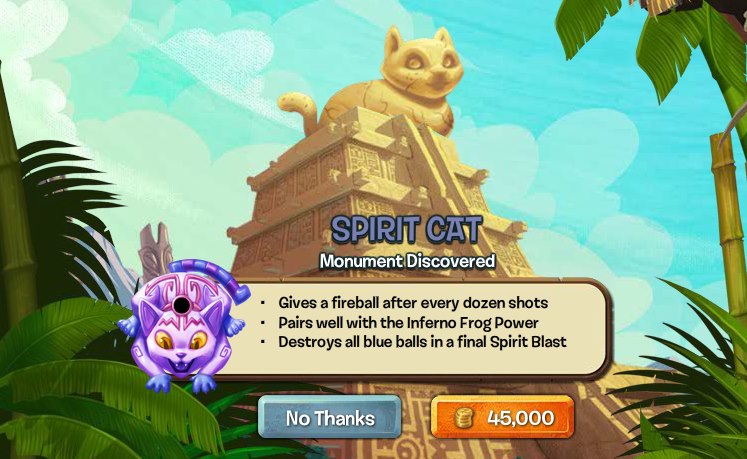 SPIRIT CAT
Monument Discovered
· Gives a fireball after every dozen shots
· Pairs well with the Inferno Frog Power
· Destroys all blue balls in a final Spirit Blast
No Thanks
45,000